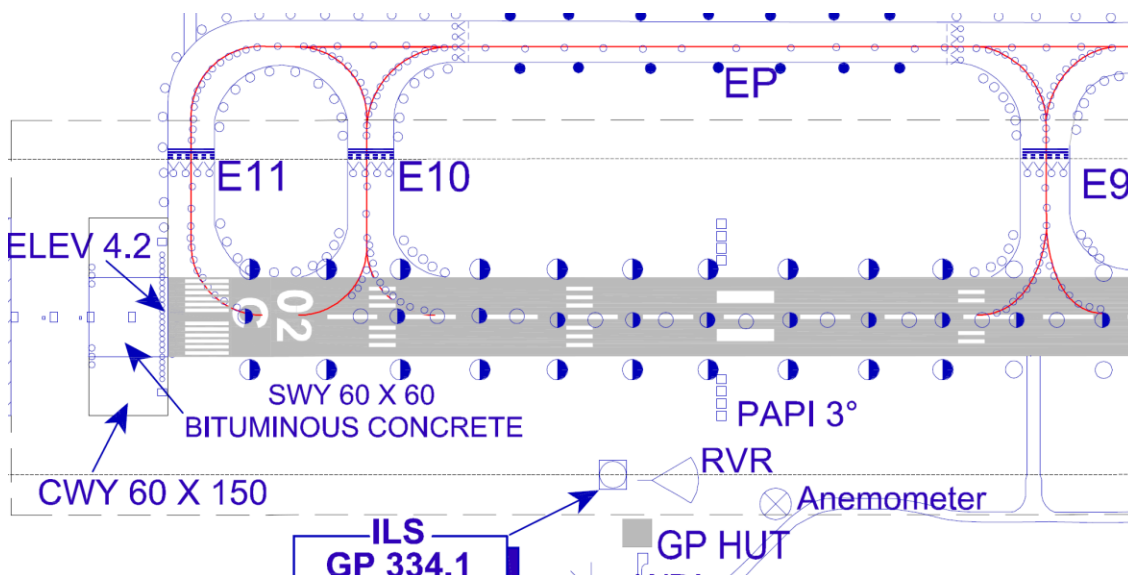 EP
E11
E10
E9
ELEV 4.2
02
C
SWY 60 X 60
BITUMINOUS CONCRETE
PAPI 3°
CWY 60 X 150
RVR
Anemometer
ILS
GP 334.1
GP HUT